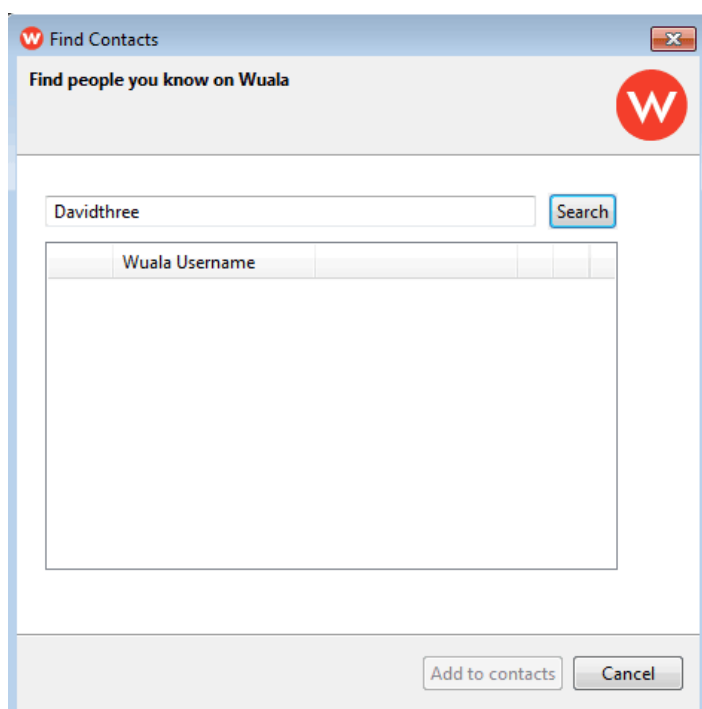 W Find Contacts
Find people you know on Wuala
W
Davidthree Search
Wuala Username
Add to contacts Cancel